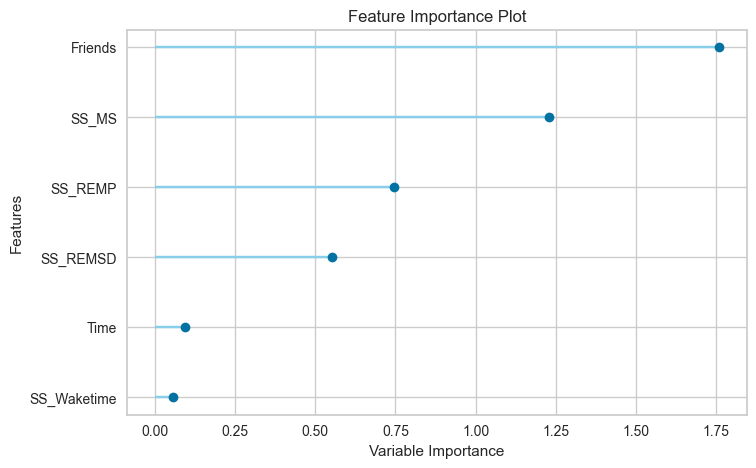 Feature Importance Plot
Features
Friends
SS_MS
SS_REMP
SS_REMSD
Time
SS_Waketime
0.00 0.25 0.50 0.75 1.00 1.25 1.50 1.75
Variable Importance